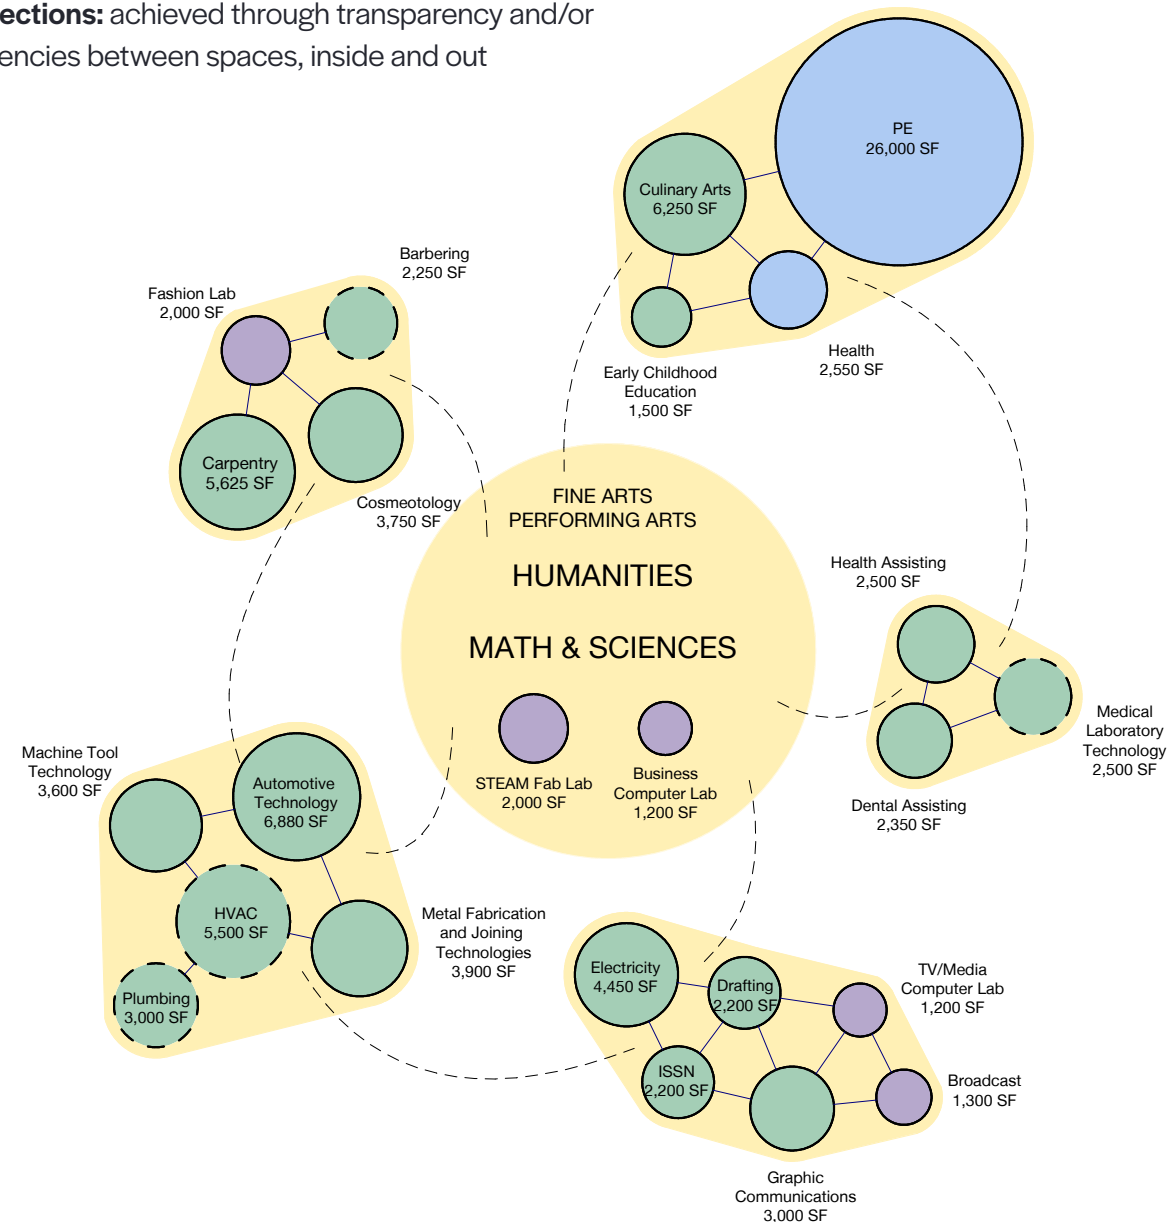 ections: achieved through transparency and/or
encies between spaces, inside and out
PE
26,000 SF
Culinary Arts
6,250 SF
Barbering
2,250 SF
Fashion Lab
2,000 SF
Health
2,550 SF
Early Childhood
Education
1,500 SF
Carpentry
5,625 SF
Cosmeotology
3,750 SF
FINE ARTS
PERFORMING ARTS
HUMANITIES
MATH & SCIENCES
STEAM Fab Lab
2,000 SF
Business
Computer Lab
1,200 SF
Health Assisting
2,500 SF
Medical
Laboratory
Technology
2,500 SF
Dental Assisting
2,350 SF
Machine Tool
Technology
3,600 SF
Automotive
Technology
6,880 SF
HVAC
5,500 SF
Metal Fabrication
and Joining
Technologies
3,900 SF
Plumbing
3,000 SF
Electricity
4,450 SF
Drafting
2,200 SF
TV/Media
Computer Lab
1,200 SF
ISSN
2,200 SF
Broadcast
1,300 SF
Graphic
Communications
3,000 SF